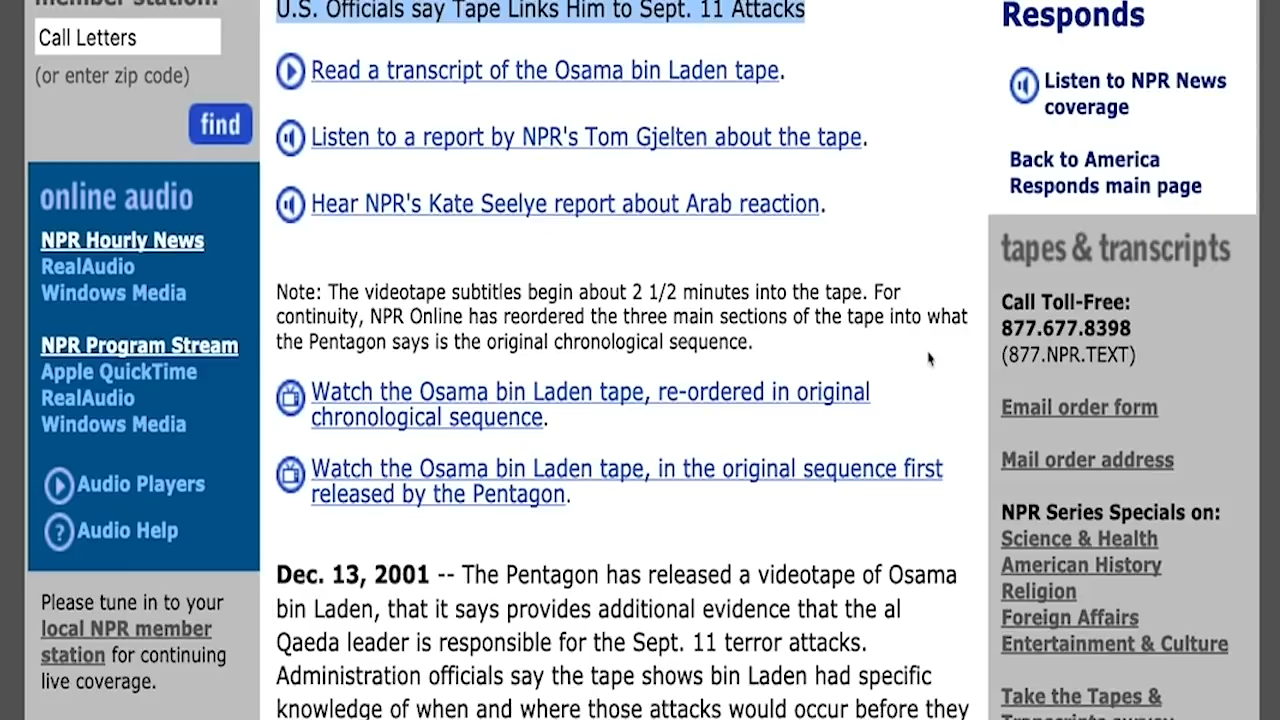 member station:
Call Letters
(or enter zip code)
find
online audio
NPR Hourly News
RealAudio
Windows Media
NPR Program Stream
Apple QuickTime
RealAudio
Windows Media
Audio Players
? Audio Help
Please tune in to your
local NPR member
station for continuing
live coverage.
U.S. Officials say Tape Links Him to Sept. 11 Attacks
Read a transcript of the Osama bin Laden tape.
Listen to a report by NPR's Tom Gjelten about the tape.
Hear NPR's Kate Seelye report about Arab reaction.
Note: The videotape subtitles begin about 2 1/2 minutes into the tape. For
continuity, NPR Online has reordered the three main sections of the tape into what
the Pentagon says is the original chronological sequence.
Watch the Osama bin Laden tape, re-ordered in original
chronological sequence.
Watch the Osama bin Laden tape, in the original sequence first
released by the Pentagon.
Dec. 13, 2001 -- The Pentagon has released a videotape of Osama
bin Laden, that it says provides additional evidence that the al
Qaeda leader is responsible for the Sept. 11 terror attacks.
Administration officials say the tape shows bin Laden had specific
knowledge of when and where those attacks would occur before they
Responds
Listen to NPR News
coverage
Back to America
Responds main page
tapes & transcripts
Call Toll-Free:
877.677.8398
(877.NPR.TEXT)
Email order form
Mail order address
NPR Series Specials on:
Science & Health
American History
Religion
Foreign Affairs
Entertainment & Culture
Take the Tapes &
Transcripts survey